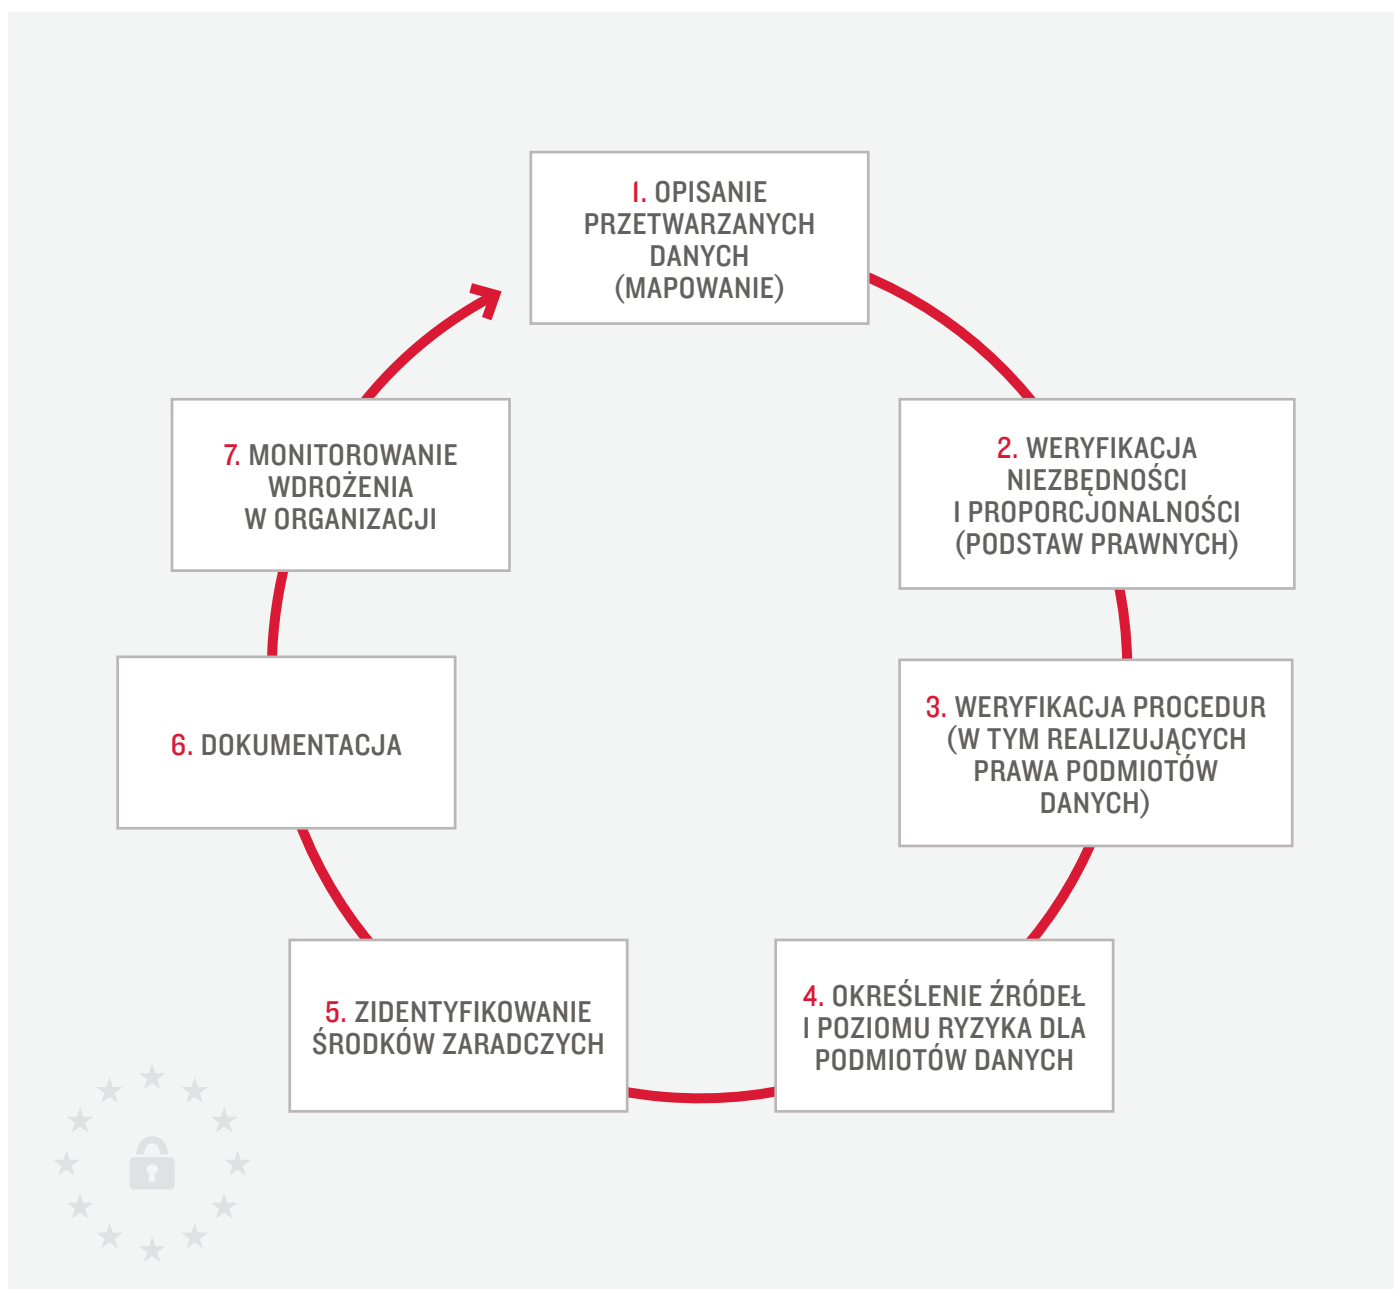 1. OPISANIE
PRZETWARZANYCH
DANYCH
(MAPOWANIE)
2. WERYFIKACJA
NIEZBĘDNOŚCI
I PROPORCJONALNOŚCI
(PODSTAW PRAWNYCH)
3. WERYFIKACJA PROCEDUR
(W TYM REALIZUJĄCYCH
PRAWA PODMIOTÓW
DANYCH)
4. OKREŚLENIE ŹRÓDEŁ
I POZIOMU RYZYKA DLA
PODMIOTÓW DANYCH
5. ZIDENTYFIKOWANIE
ŚRODKÓW ZARADCZYCH
6. DOKUMENTACJA
7. MONITOROWANIE
WDROŻENIA
W ORGANIZACJI